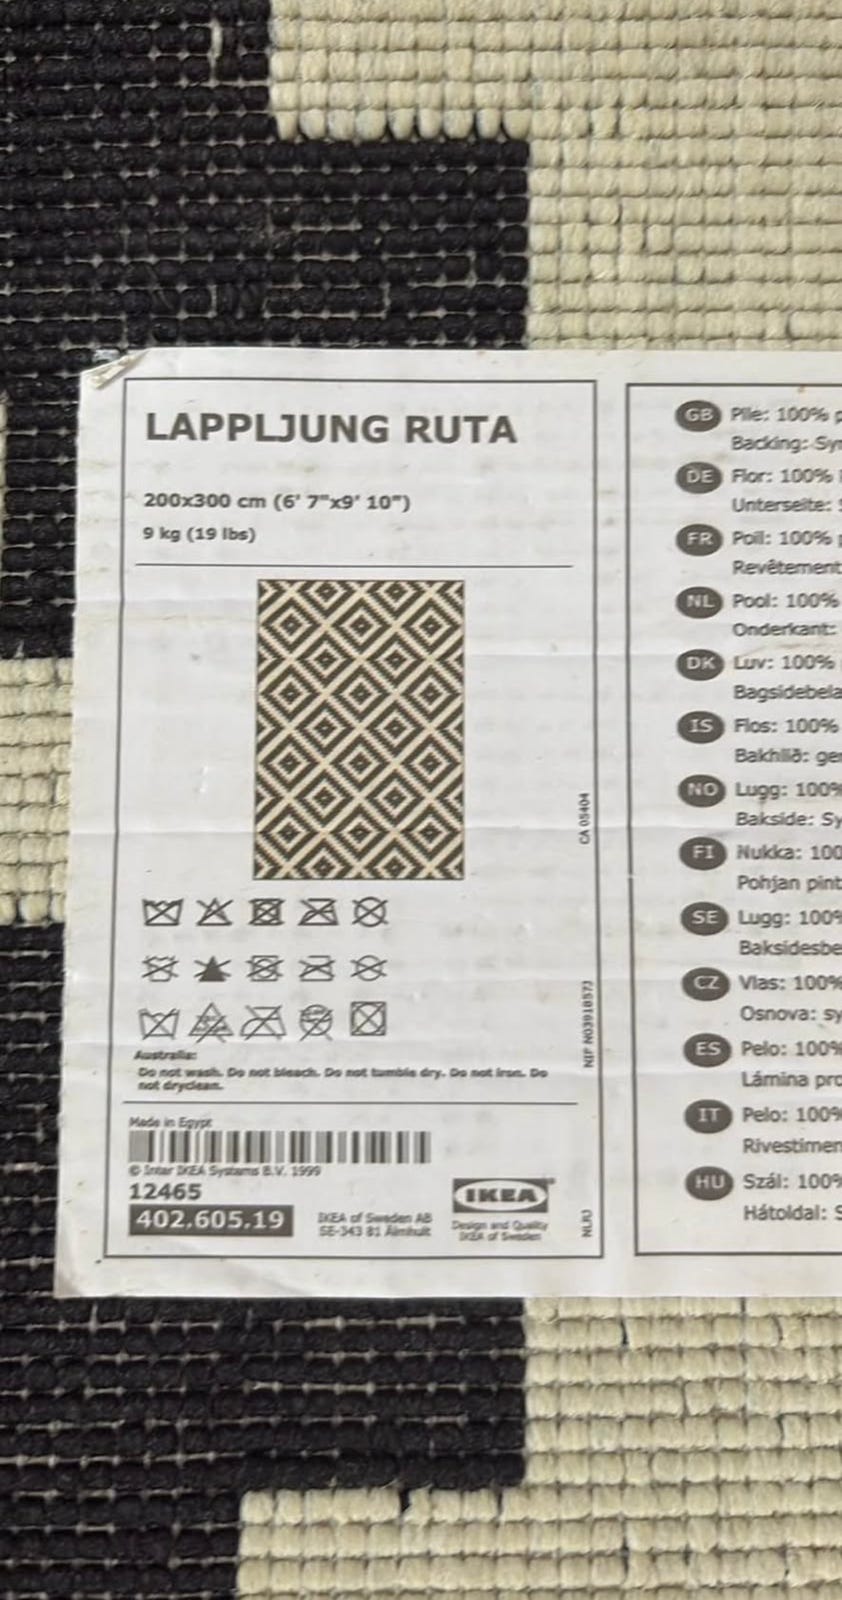 LAPPLJUNG RUTA
200x300 cm (6' 7"x9' 10")
9 kg (19 lbs)
CA 05404
NIF N0391857J
NLIU
Australia:
Do not wash. Do not bleach. Do not tumble dry. Do not iron. Do
not dryclean.
Made in Egypt
© Inter IKEA Systems B.V. 1999
12465
402.605.19
IKEA of Sweden AB
SE-343 81 Älmhult
IKEA
Design and Quality
IKEA of Sweden
GB Pile: 100%
Backing:
DE Flor: 100%
Unterseite:
FR Poil: 100%
Revêtement
NL Pool: 100%
Onderkant:
DK Luv: 100%
IS Flos: 100%
Bakhlið:
NO Lugg: 100%
Bakside:
FI Nukka: 100
Pohjan
SE Lugg: 100%
CZ Vlas: 100%
Osnova:
ES Pelo: 100%
Lámina
IT Pelo: 100%
HU Szál: 100%
Hátoldal: